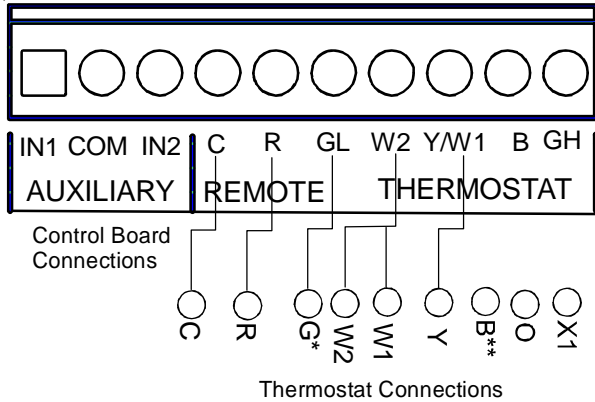 IN1 COM IN2 C R GL W2 Y/W1 B GH
AUXILIARY REMOTE THERMOSTAT
Control Board
Connections
C R G* W2 W1 Y B** O X1
Thermostat Connections